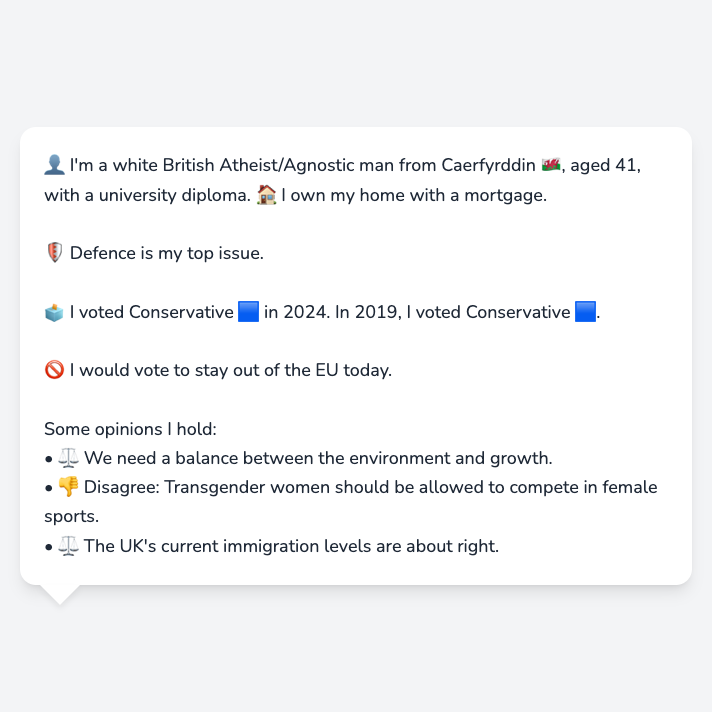 👤 I'm a white British Atheist/Agnostic man from Caerfyrddin 🏴󠁧󠁢󠁷󠁬󠁳󠁿, aged 41,
with a university diploma. 🏠 I own my home with a mortgage.
🛡️ Defence is my top issue.
🗳️ I voted Conservative 🟦 in 2024. In 2019, I voted Conservative 🟦.
🚫 I would vote to stay out of the EU today.
Some opinions I hold:
• ⚖️ We need a balance between the environment and growth.
• 👎 Disagree: Transgender women should be allowed to compete in female
sports.
• ⚖️ The UK's current immigration levels are about right.